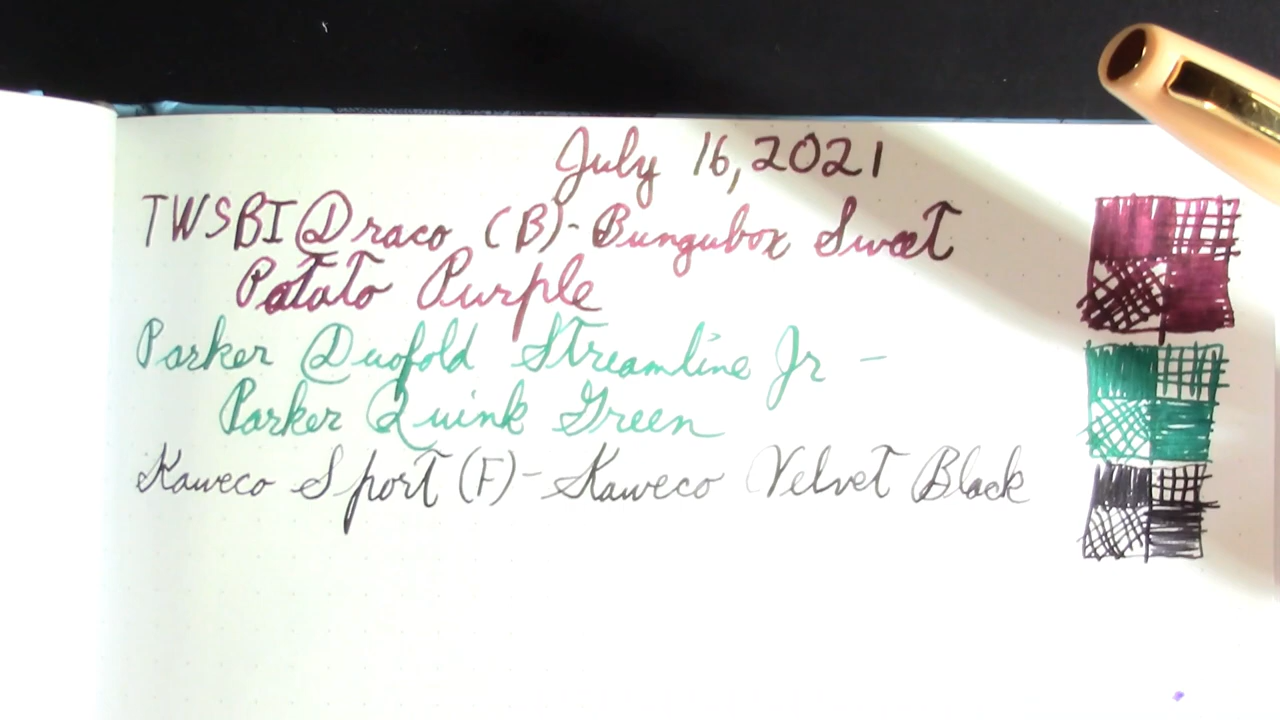 July 16, 2021
TWSBI Draco (B)- Bungubox Sweet
Potato Purple
Parker Duofold Streamline Jr -
Parker Quink Green
Kaweco Sport (F)- Kaweco Velvet Black